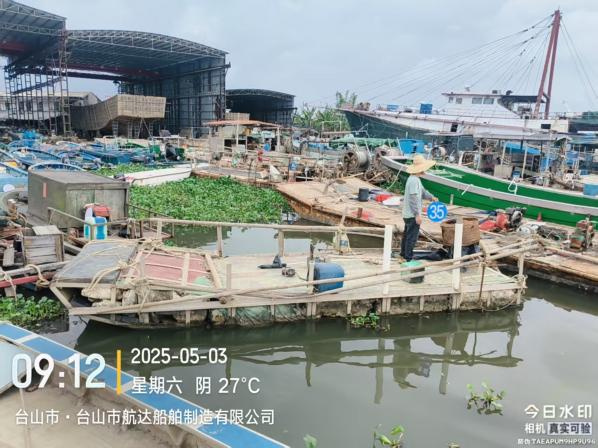 35
09:12
2025-05-03
星期六 阴 27℃
台山市·台山市航达船舶制造有限公司
今日水印
相机 真实可验
防伪 TAEAPUM9HP9U96